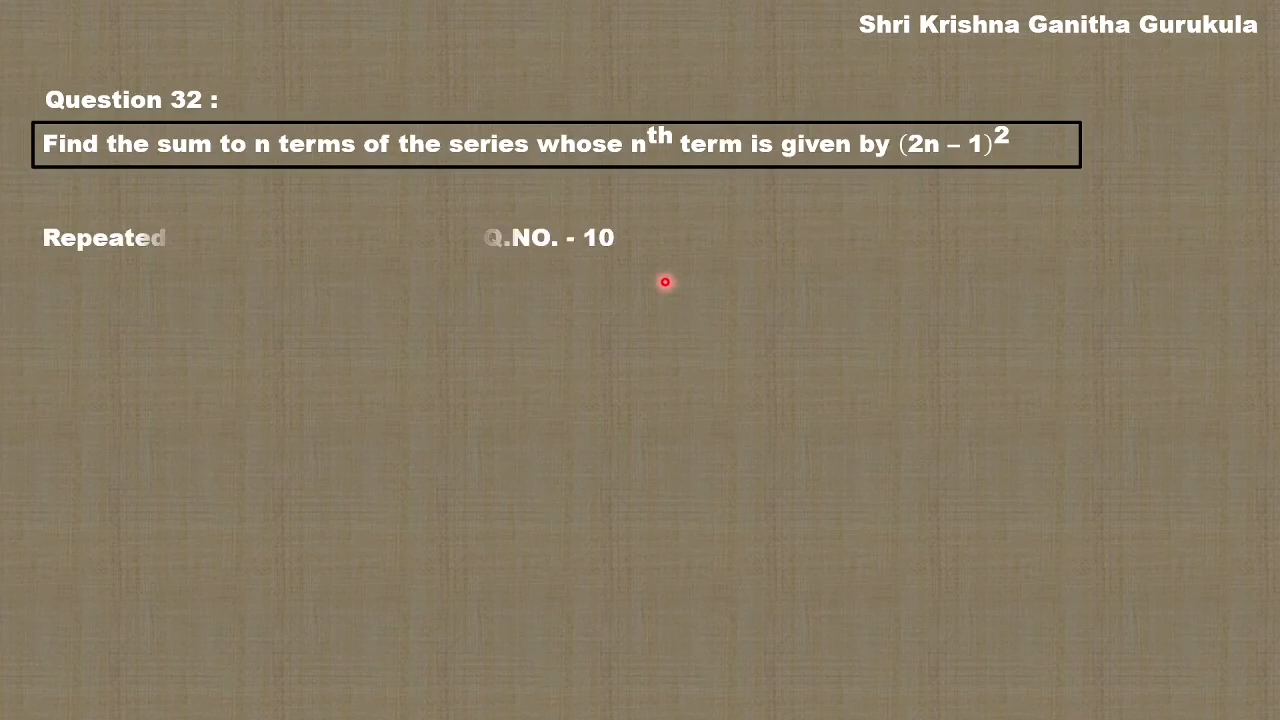 Shri Krishna Ganitha Gurukula
Question 32 :
Find the sum to n terms of the series whose nth term is given by (2n – 1)2
Repeated Q.NO. - 10